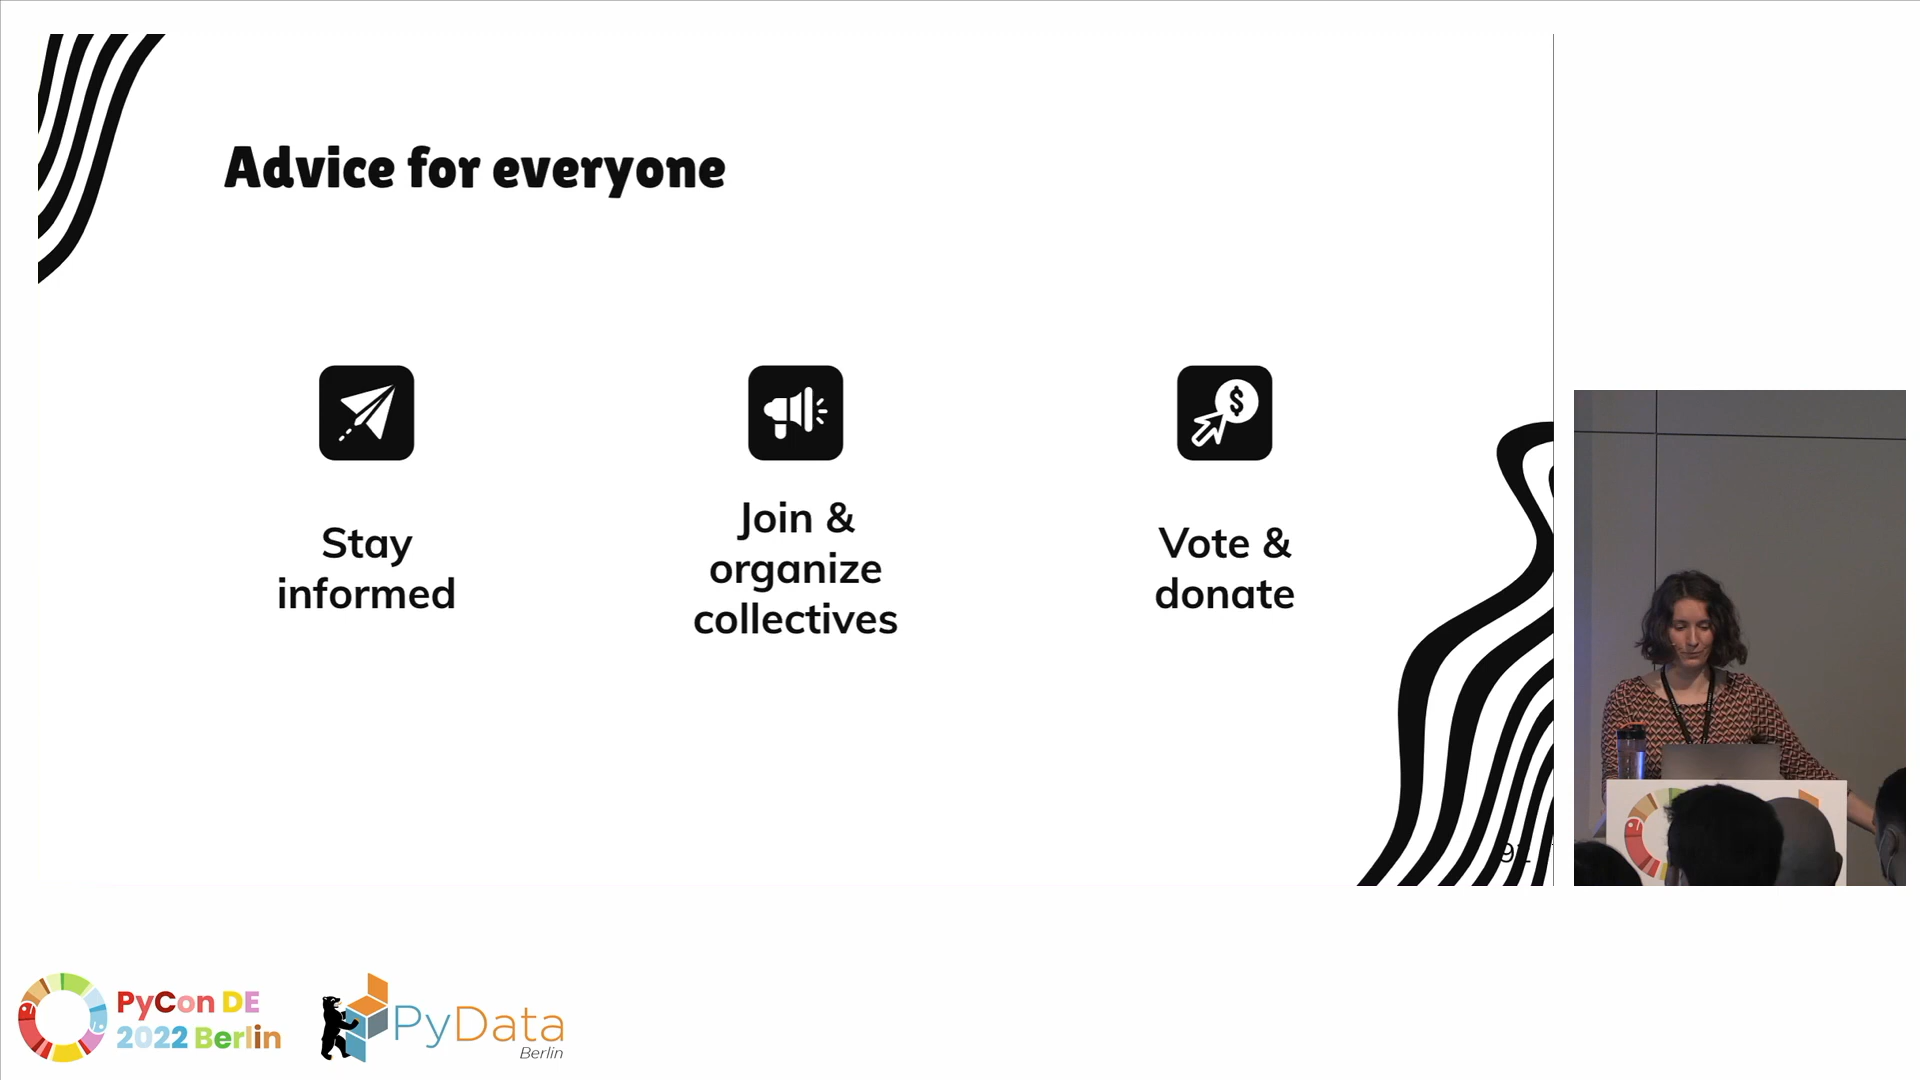 Advice for everyone
Stay
informed
Join &
organize
collectives
Vote &
donate
PyCon DE
2022 Berlin
PyData
Berlin